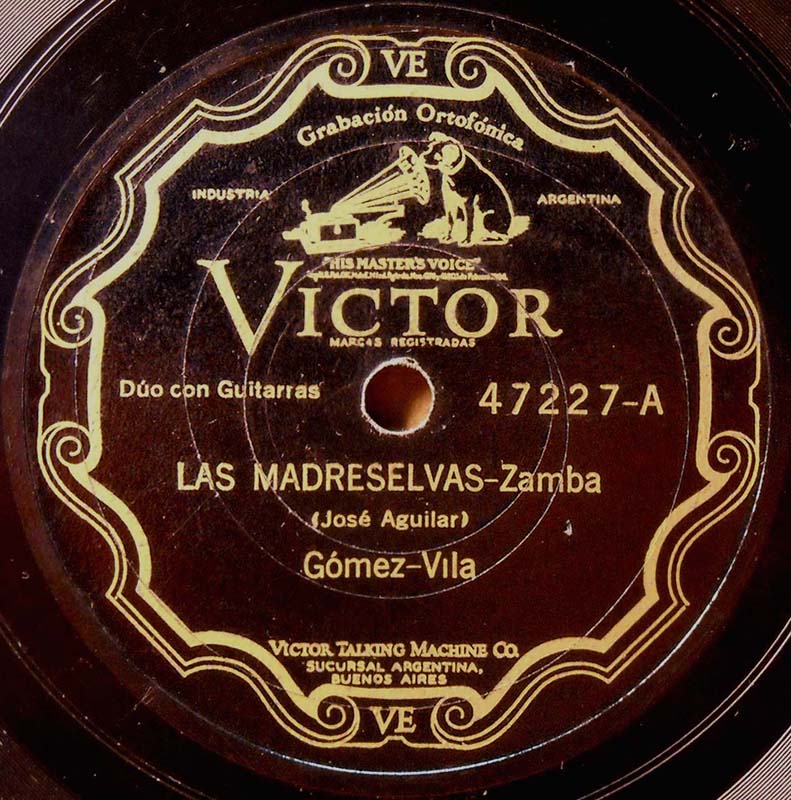 VE
Grabación Ortofónica
INDUSTRIA ARGENTINA
"HIS MASTER'S VOICE"
VICTOR
MARCAS REGISTRADAS
Dúo con Guitarras 47227-A
LAS MADRESELVAS-Zamba
(José Aguilar)
Gómez-Vila
VICTOR TALKING MACHINE CO.
SUCURSAL ARGENTINA,
BUENOS AIRES
VE